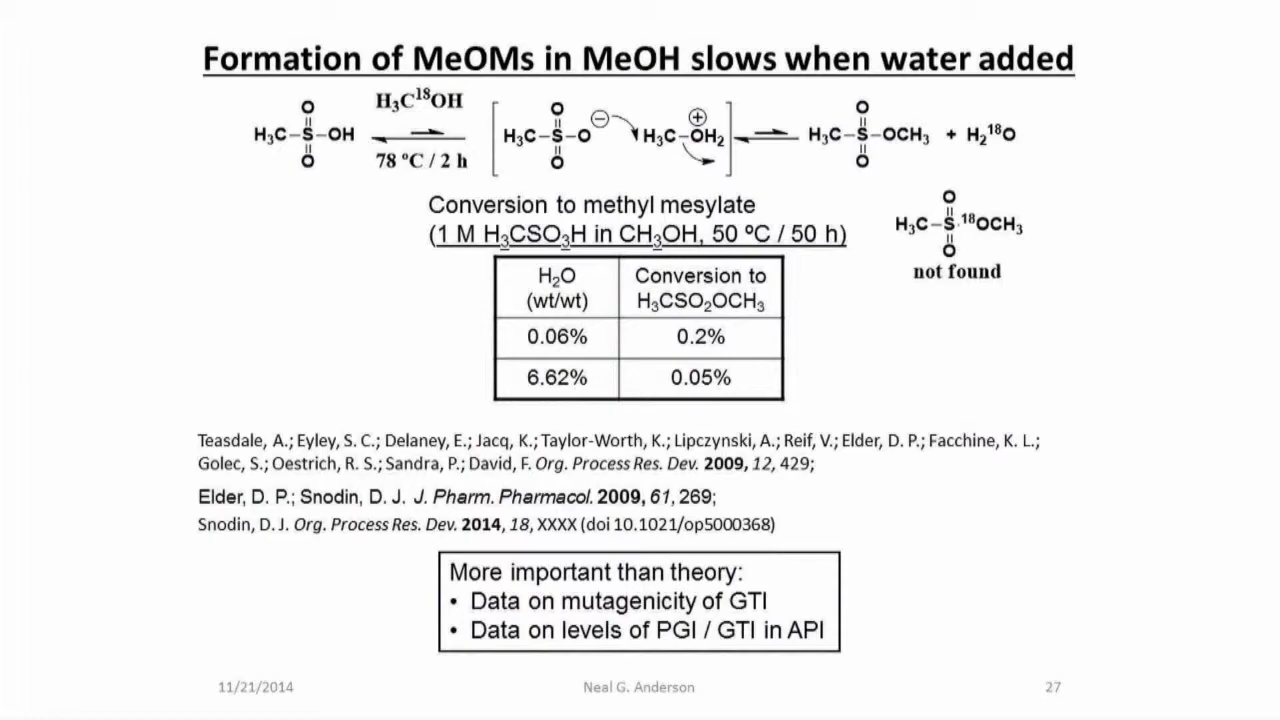 Formation of MeOMs in MeOH slows when water added
H₃C–S–OH
O
O
H₃C¹⁸OH
78 ºC / 2 h
H₃C–S–O ⊖
O
O
H₃C–OH₂
⊕
H₃C–S–OCH₃ + H₂¹⁸O
O
O
Conversion to methyl mesylate
(1 M H₃CSO₃H in CH₃OH, 50 ºC / 50 h)
O
H₃C–S–¹⁸OCH₃
O
not found
H₂O
(wt/wt)
Conversion to
H₃CSO₂OCH₃
0.06% 0.2%
6.62% 0.05%
Teasdale, A.; Eyley, S. C.; Delaney, E.; Jacq, K.; Taylor-Worth, K.; Lipczynski, A.; Reif, V.; Elder, D. P.; Facchine, K. L.;
Golec, S.; Oestrich, R. S.; Sandra, P.; David, F. Org. Process Res. Dev. 2009, 12, 429;
Elder, D. P.; Snodin, D. J. J. Pharm. Pharmacol. 2009, 61, 269;
Snodin, D. J. Org. Process Res. Dev. 2014, 18, XXXX (doi 10.1021/op5000368)
More important than theory:
• Data on mutagenicity of GTI
• Data on levels of PGI / GTI in API
11/21/2014 Neal G. Anderson 27